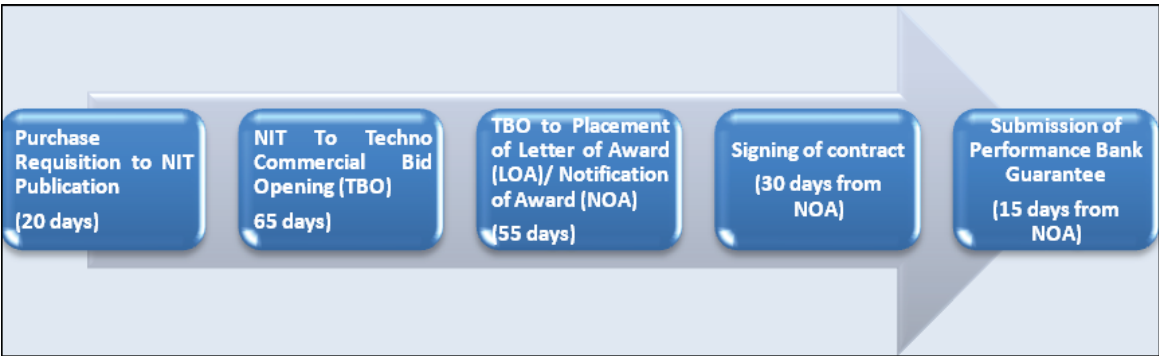 Purchase
Requisition to NIT
Publication
(20 days)
NIT To Techno
Commercial Bid
Opening (TBO)
65 days)
TBO to Placement
of Letter of Award
(LOA)/ Notification
of Award (NOA)
(55 days)
Signing of contract
(30 days from
NOA)
Submission of
Performance Bank
Guarantee
(15 days from
NOA)